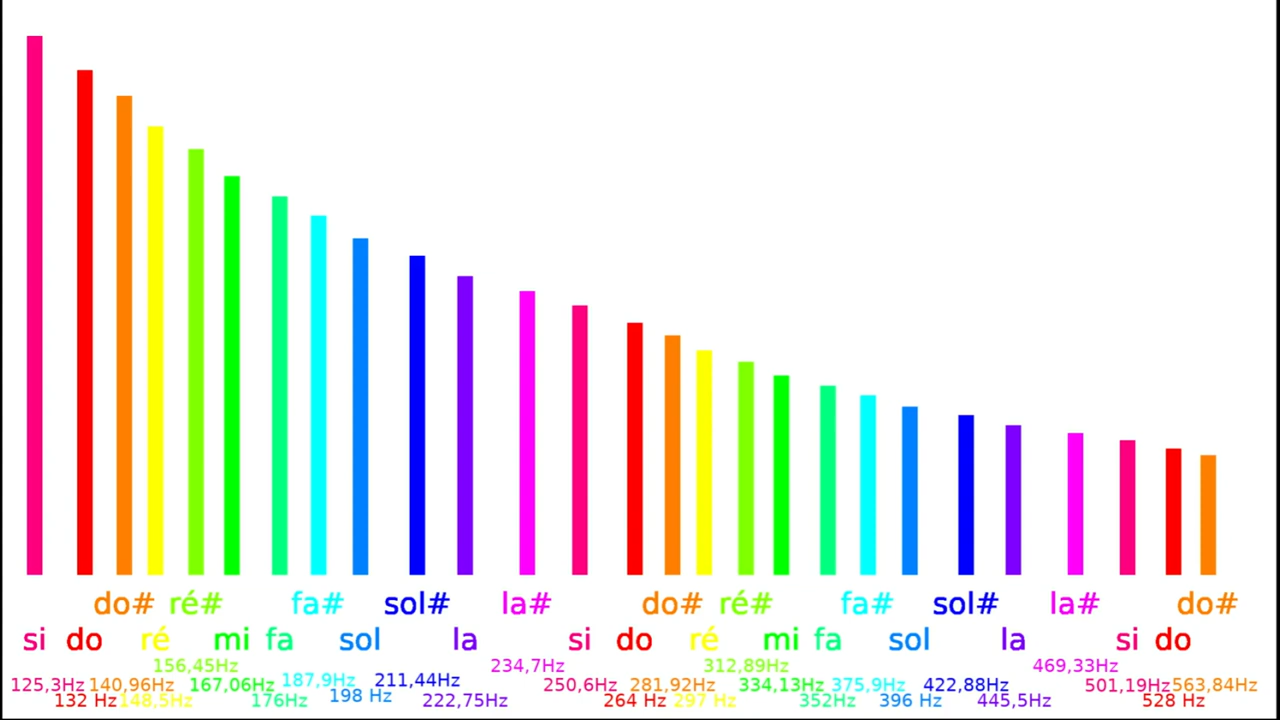 do# ré# fa# sol# la# do# ré# fa# sol# la# do#
si do ré mi fa sol la si do ré mi fa sol la si do
156,45Hz 234,7Hz 312,89Hz 469,33Hz
125,3Hz 140,96Hz 167,06Hz 187,9Hz 211,44Hz 250,6Hz 281,92Hz 334,13Hz 375,9Hz 422,88Hz 501,19Hz 563,84Hz
132 Hz 148,5Hz 176Hz 198 Hz 222,75Hz 264 Hz 297 Hz 352Hz 396 Hz 445,5Hz 528 Hz